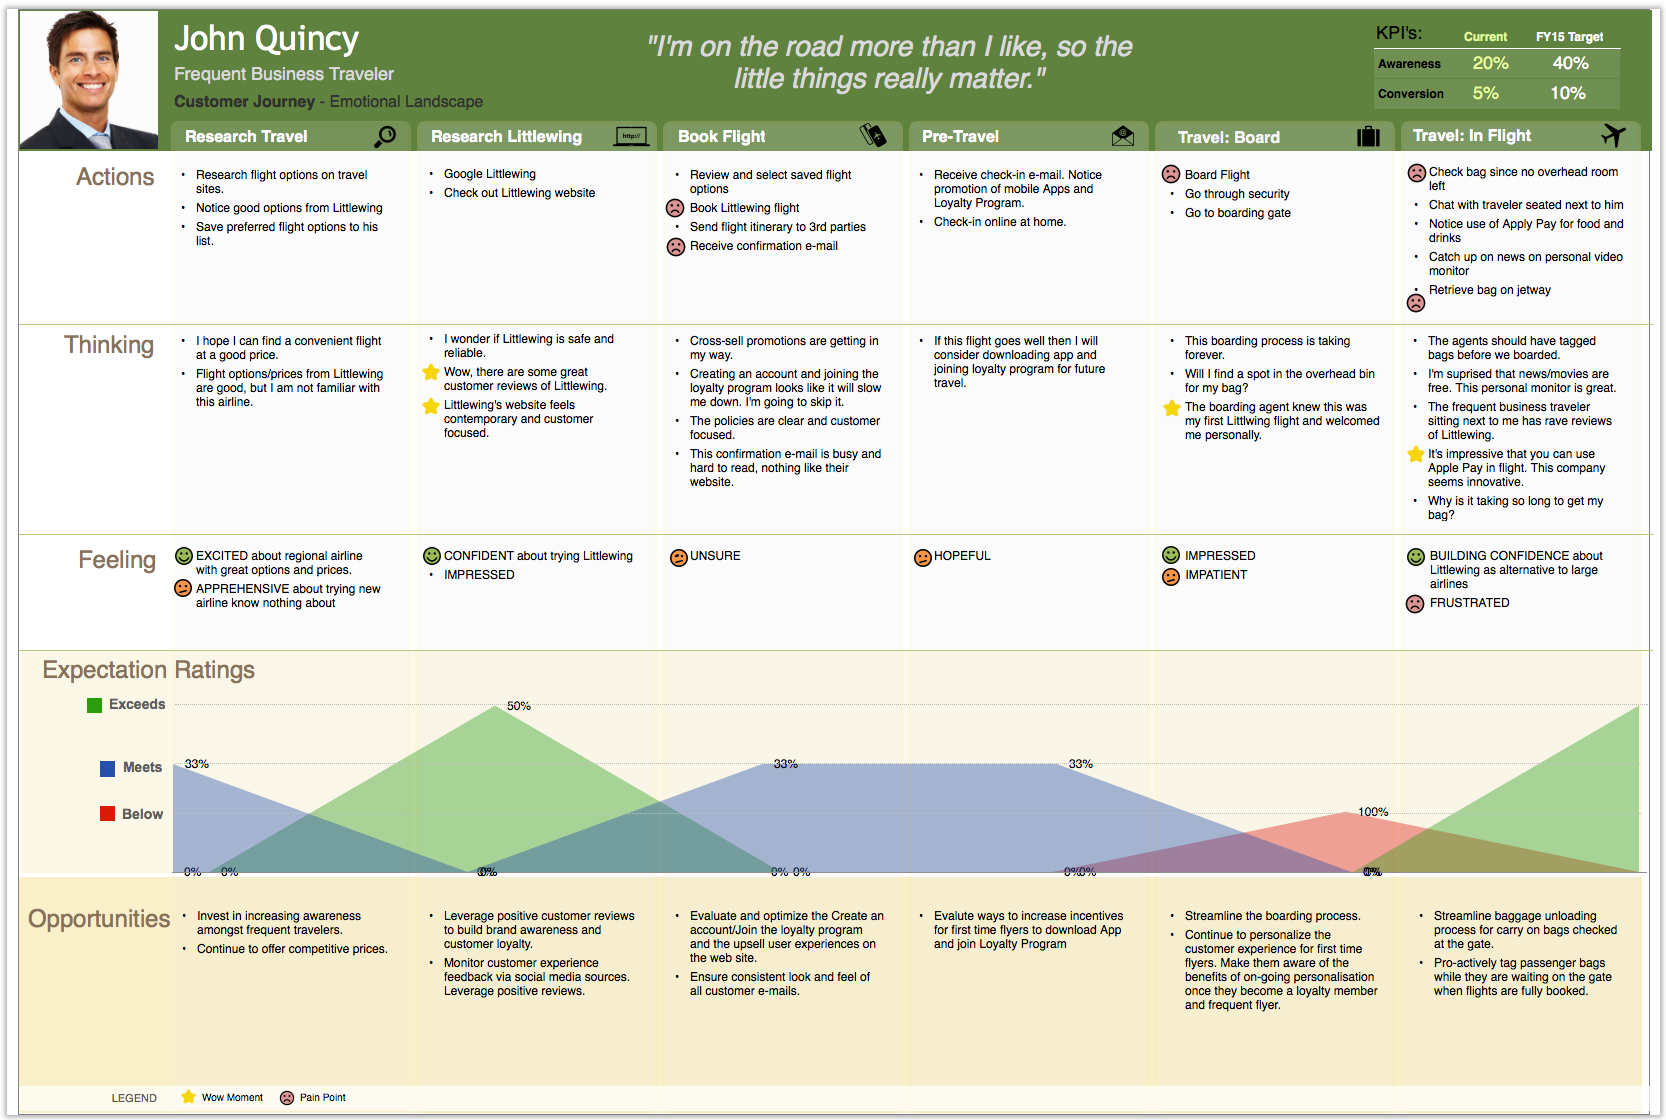 John Quincy
Frequent Business Traveler
Customer Journey - Emotional Landscape
"I'm on the road more than I like, so the
little things really matter."
KPI's:
Current
FY15 Target
Awareness
20%
40%
Conversion
5%
10%
Research Travel
Research Littlewing
http://
Book Flight
Pre-Travel
Travel: Board
Travel: In Flight
Actions
• Research flight options on travel
sites.
• Notice good options from Littlewing
• Save preferred flight options to his
list.
• Google Littlewing
• Check out Littlewing website
• Review and select saved flight
options
Book Littlewing flight
• Send flight itinerary to 3rd parties
Receive confirmation e-mail
• Receive check-in e-mail. Notice
promotion of mobile Apps and
Loyalty Program.
• Check-in online at home.
Board Flight
• Go through security
• Go to boarding gate
Check bag since no overhead room
left
• Chat with traveler seated next to him
• Notice use of Apply Pay for food and
drinks
• Catch up on news on personal video
monitor
• Retrieve bag on jetway
Thinking
• I hope I can find a convenient flight
at a good price.
• Flight options/prices from Littlewing
are good, but I am not familiar with
this airline.
• I wonder if Littlewing is safe and
reliable.
Wow, there are some great
customer reviews of Littlewing.
Littlewing's website feels
contemporary and customer
focused.
• Cross-sell promotions are getting in
my way.
• Creating an account and joining the
loyalty program looks like it will slow
me down. I'm going to skip it.
• The policies are clear and customer
focused.
• This confirmation e-mail is busy and
hard to read, nothing like their
website.
• If this flight goes well then I will
consider downloading app and
joining loyalty program for future
travel.
• This boarding process is taking
forever.
• Will I find a spot in the overhead bin
for my bag?
The boarding agent knew this was
my first Littlwing flight and welcomed
me personally.
• The agents should have tagged
bags before we boarded.
• I'm suprised that news/movies are
free. This personal monitor is great.
• The frequent business traveler
sitting next to me has rave reviews
of Littlewing.
It's impressive that you can use
Apple Pay in flight. This company
seems innovative.
• Why is it taking so long to get my
bag?
Feeling
EXCITED about regional airline
with great options and prices.
APPREHENSIVE about trying new
airline know nothing about
CONFIDENT about trying Littlewing
• IMPRESSED
UNSURE
HOPEFUL
IMPRESSED
IMPATIENT
BUILDING CONFIDENCE about
Littlewing as alternative to large
airlines
FRUSTRATED
Expectation Ratings
Exceeds
Meets
Below
50%
33%
33%
33%
100%
0%
0%
0%
0%
0%
0%
0%
0%
Opportunities
• Invest in increasing awareness
amongst frequent travelers.
• Continue to offer competitive prices.
• Leverage positive customer reviews
to build brand awareness and
customer loyalty.
• Monitor customer experience
feedback via social media sources.
Leverage positive reviews.
• Evaluate and optimize the Create an
account/Join the loyalty program
and the upsell user experiences on
the web site.
• Ensure consistent look and feel of
all customer e-mails.
• Evalute ways to increase incentives
for first time flyers to download App
and join Loyalty Program
• Streamline the boarding process.
• Continue to personalize the
customer experience for first time
flyers. Make them aware of the
benefits of on-going personalisation
once they become a loyalty member
and frequent flyer.
• Streamline baggage unloading
process for carry on bags checked
at the gate.
• Pro-actively tag passenger bags
while they are waiting on the gate
when flights are fully booked.
LEGEND
Wow Moment
Pain Point